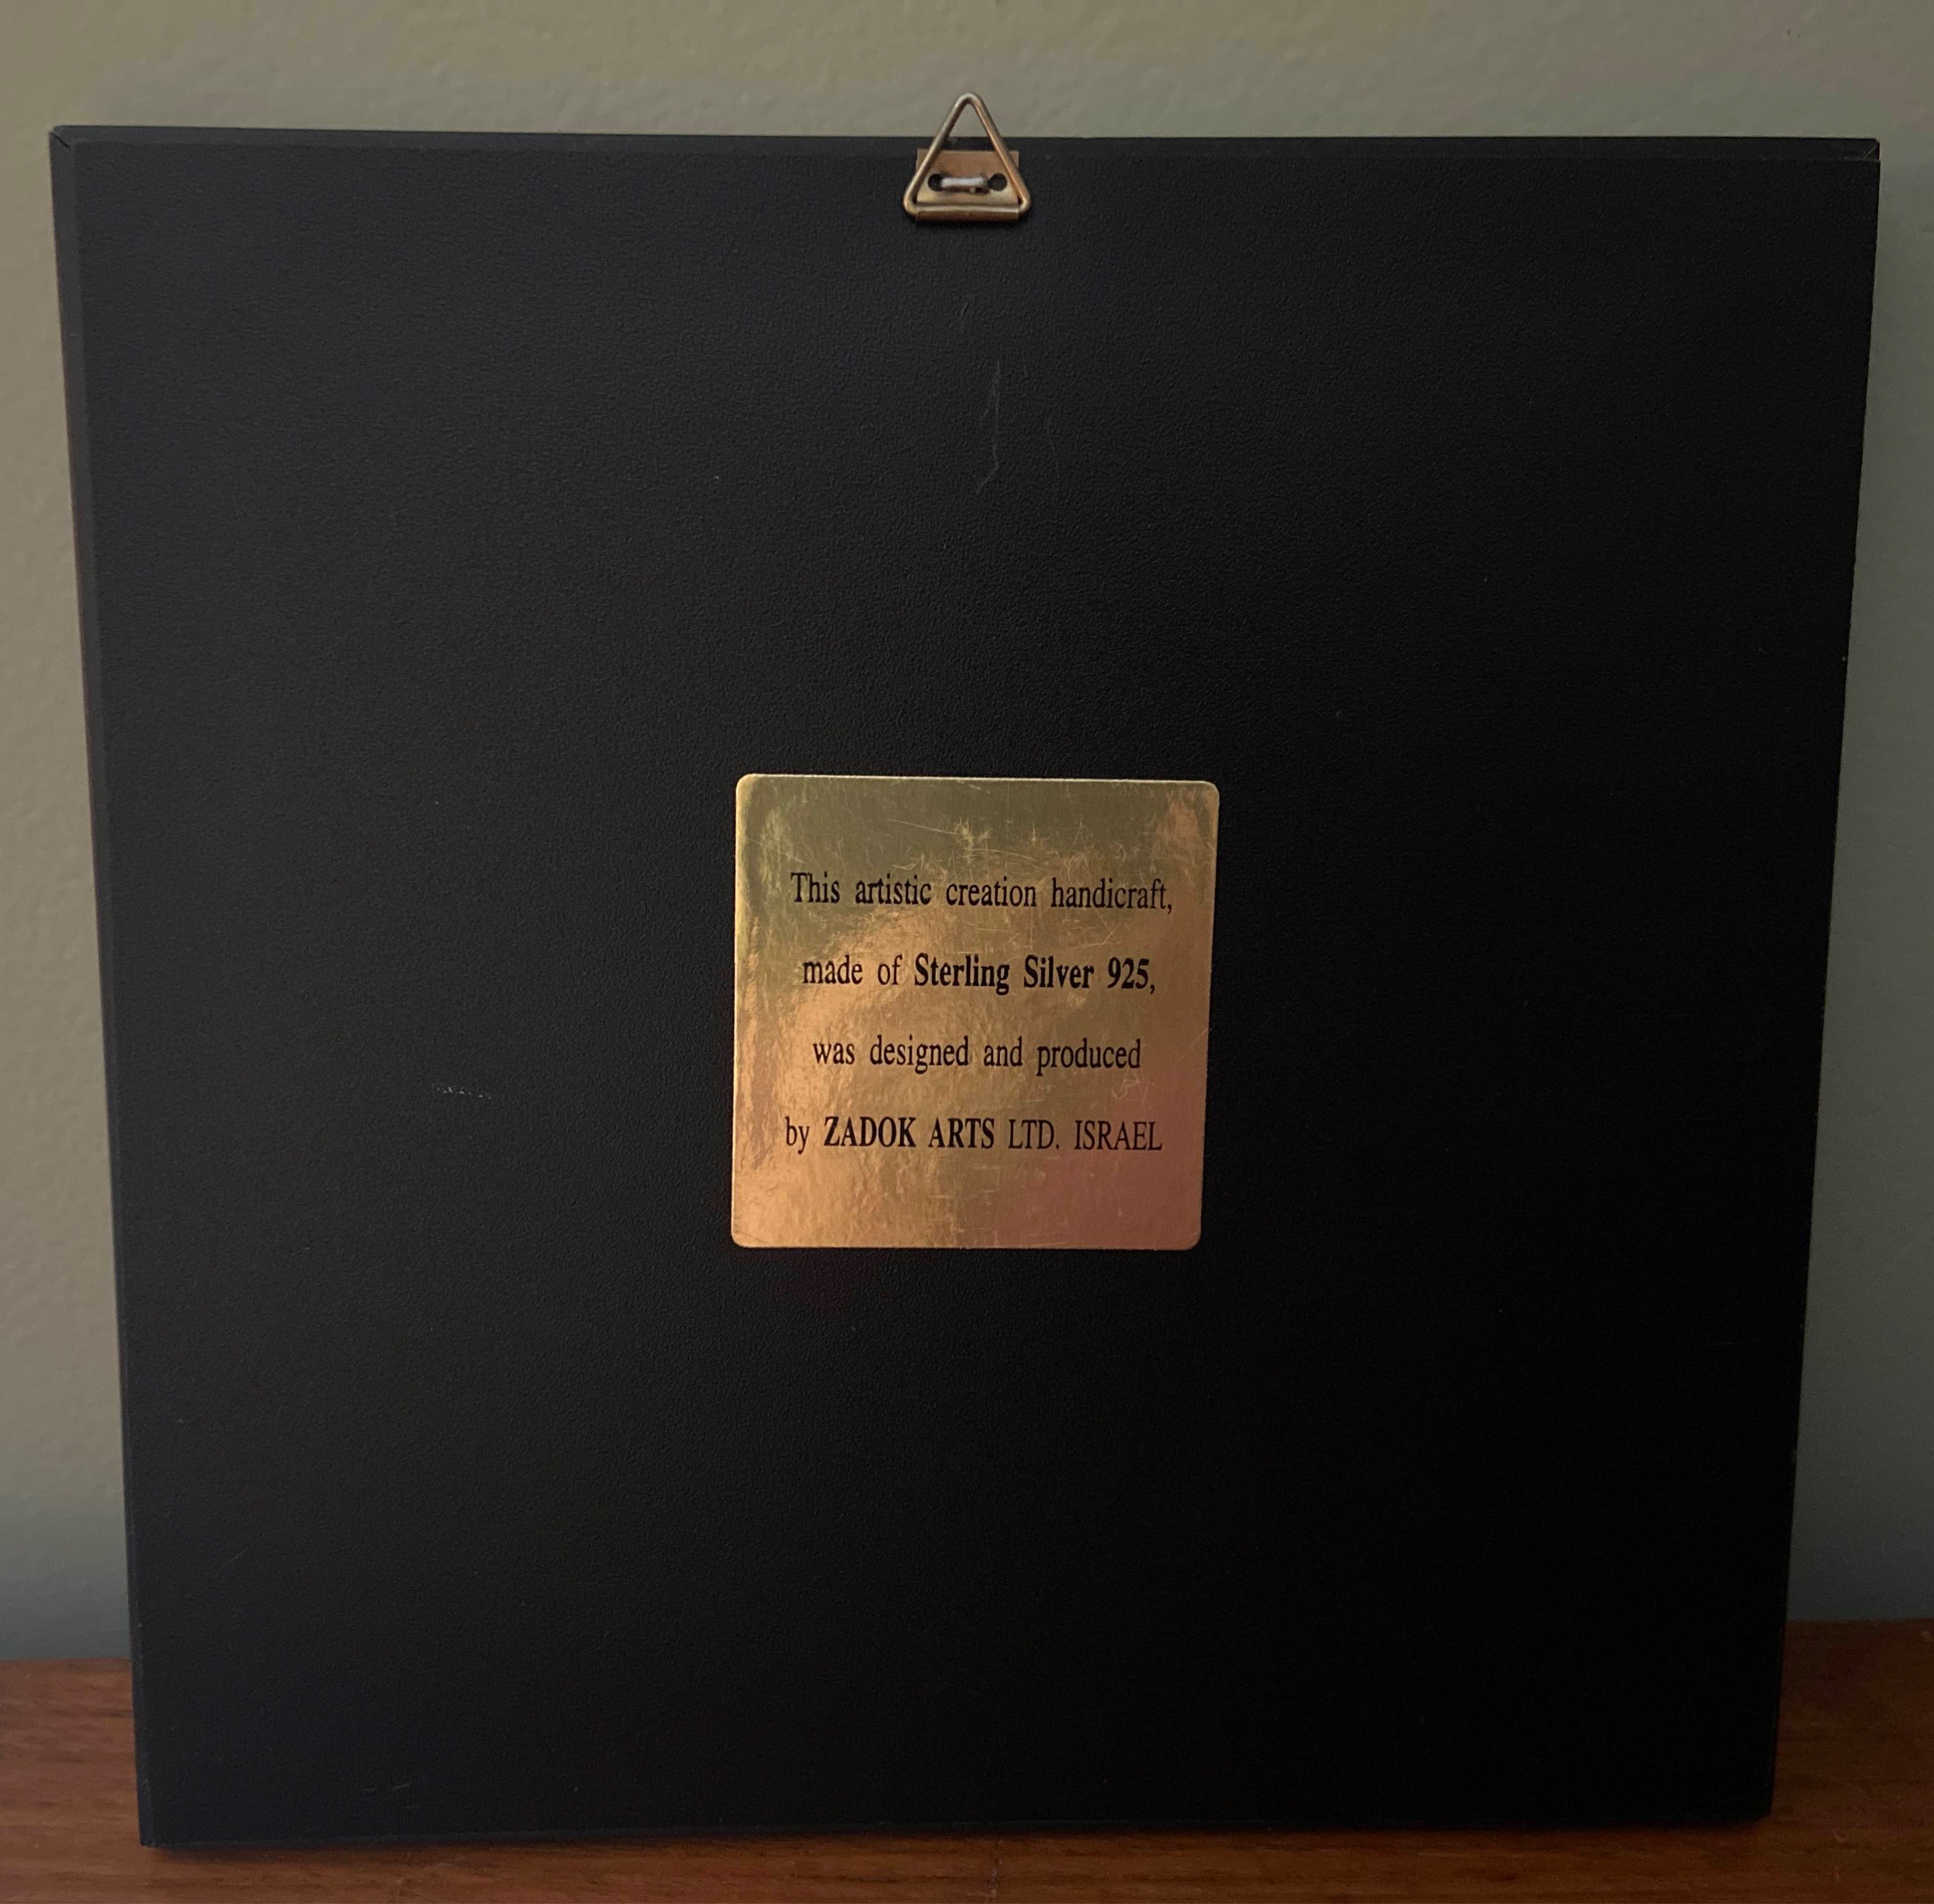 This artistic creation handicraft,
made of Sterling Silver 925,
was designed and produced
by ZADOK ARTS LTD. ISRAEL